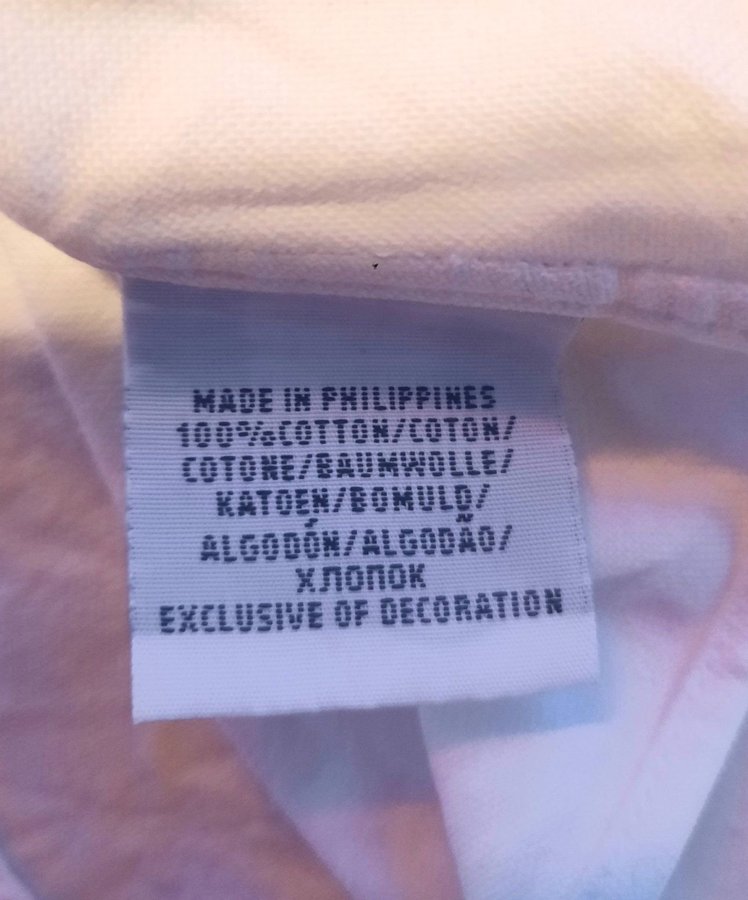 MADE IN PHILIPPINES
100%COTTON/COTON/
COTONE/BAUMWOLLE/
KATOEN/BOMULD/
ALGODÓN/ALGODÃO/
ХЛОПОК
EXCLUSIVE OF DECORATION